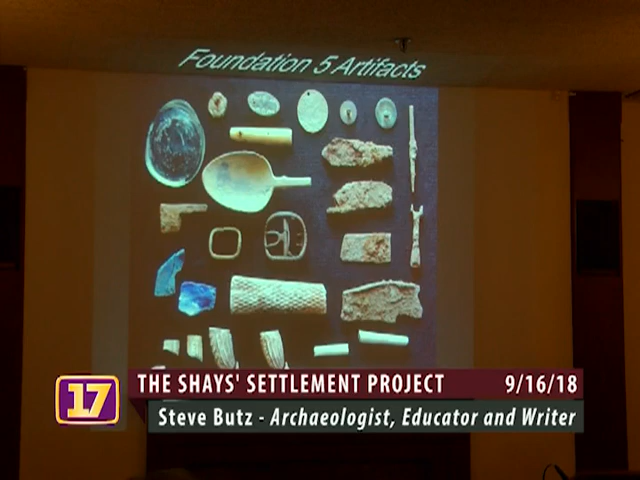 Foundation 5 Artifacts
17
THE SHAYS' SETTLEMENT PROJECT 9/16/18
Steve Butz - Archaeologist, Educator and Writer